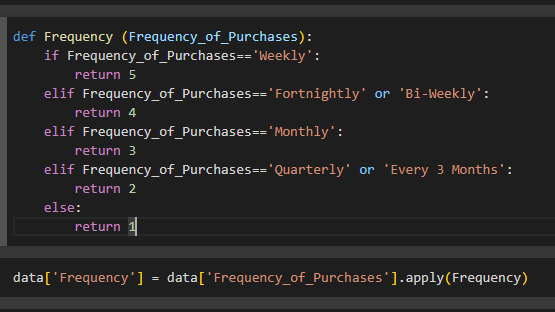 def Frequency (Frequency_of_Purchases):
    if Frequency_of_Purchases=='Weekly':
        return 5
    elif Frequency_of_Purchases=='Fortnightly' or 'Bi-Weekly':
        return 4
    elif Frequency_of_Purchases=='Monthly':
        return 3
    elif Frequency_of_Purchases=='Quarterly' or 'Every 3 Months':
        return 2
    else:
        return 1
data['Frequency'] = data['Frequency_of_Purchases'].apply(Frequency)